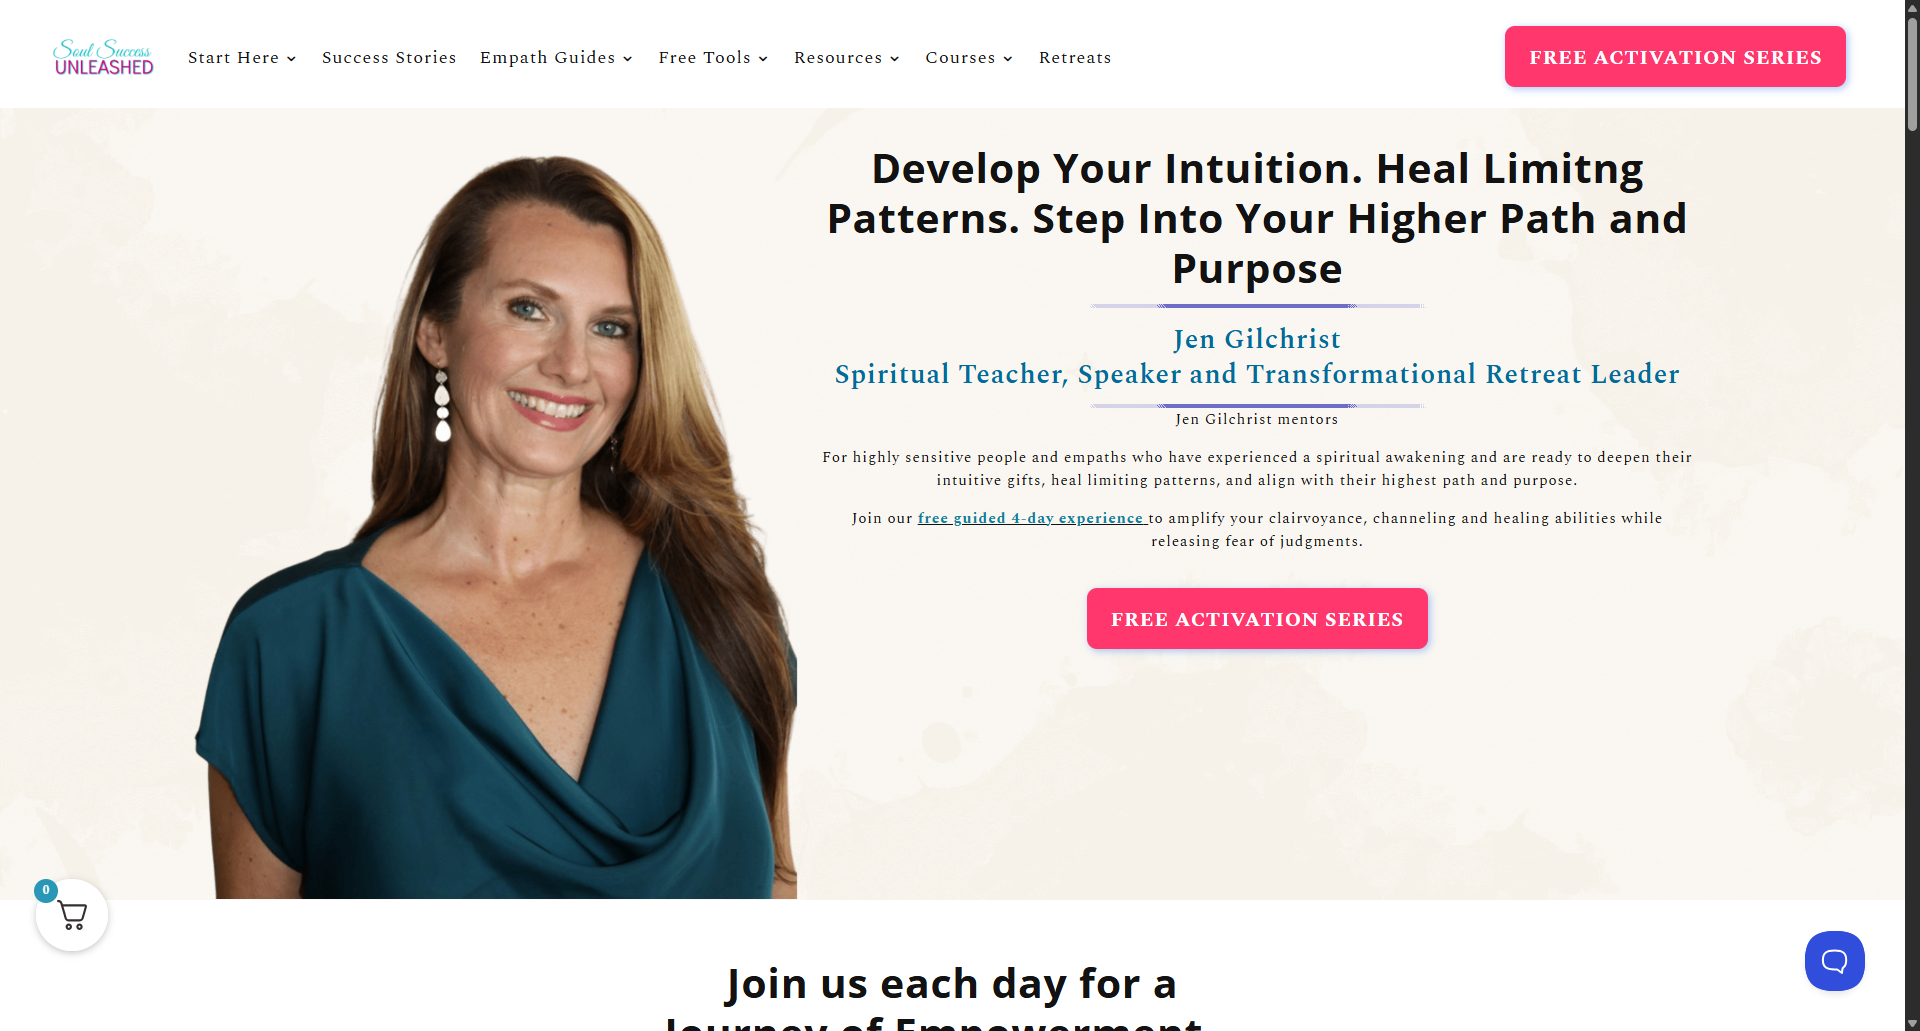 Soul Success
UNLEASHED
Start Here
Success Stories
Empath Guides
Free Tools
Resources
Courses
Retreats
FREE ACTIVATION SERIES
Develop Your Intuition. Heal Limitng
Patterns. Step Into Your Higher Path and
Purpose
Jen Gilchrist
Spiritual Teacher, Speaker and Transformational Retreat Leader
Jen Gilchrist mentors
For highly sensitive people and empaths who have experienced a spiritual awakening and are ready to deepen their
intuitive gifts, heal limiting patterns, and align with their highest path and purpose.
Join our free guided 4-day experience to amplify your clairvoyance, channeling and healing abilities while
releasing fear of judgments.
FREE ACTIVATION SERIES
0
Join us each day for a
Journey of Empowerment